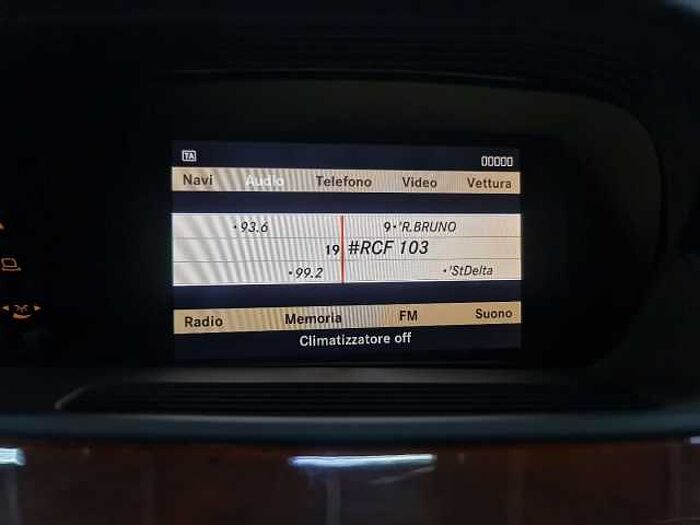 TA 00000
Navi Audio Telefono Video Vettura
·93.6 9·'R.BRUNO
19 #RCF 103
·99.2 ·'StDelta
Radio Memoria FM Suono
Climatizzatore off